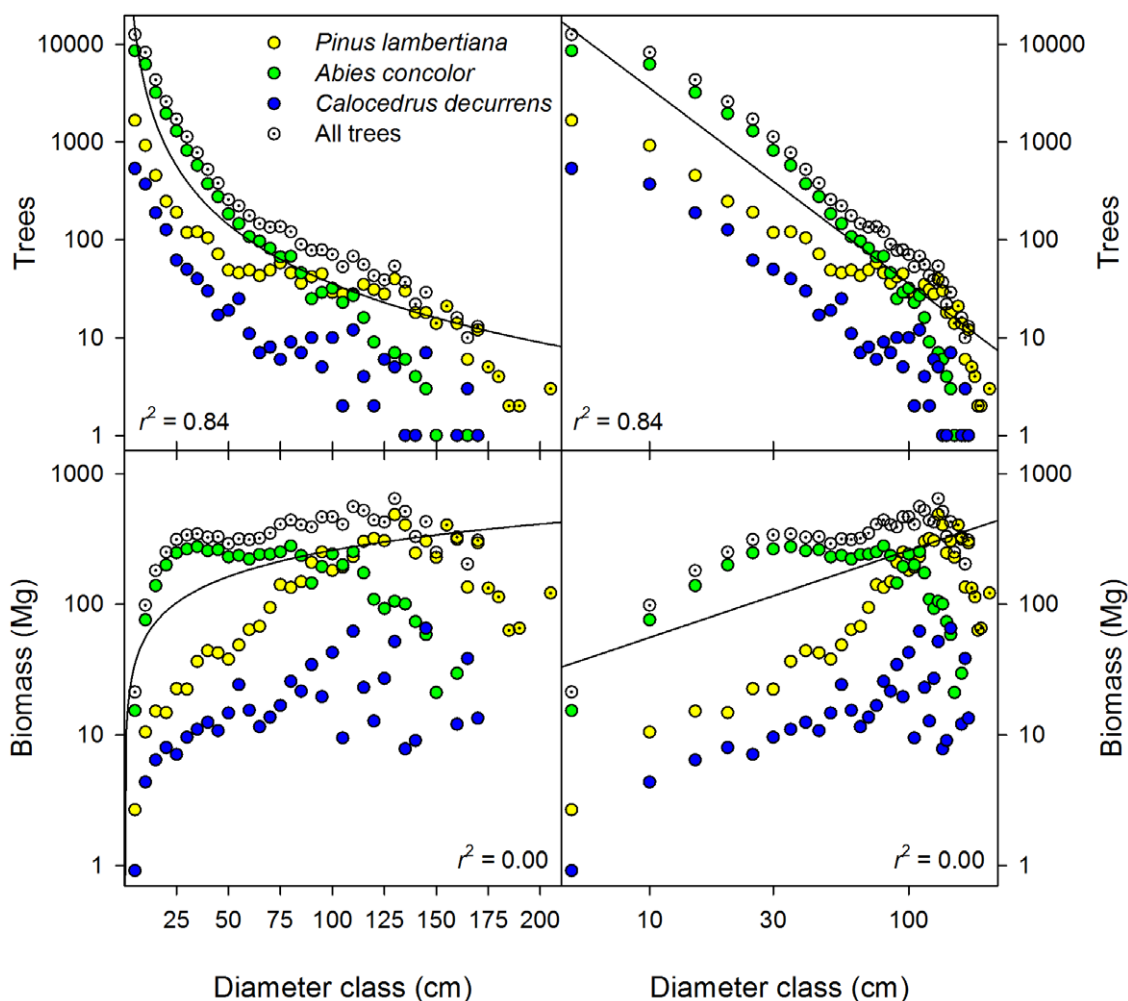 10000
1000
100
10
1
Trees
Pinus lambertiana
Abies concolor
Calocedrus decurrens
All trees
r² = 0.84
r² = 0.84
10000
1000
100
10
1
Trees
1000
100
10
1
Biomass (Mg)
r² = 0.00
r² = 0.00
1000
100
10
1
Biomass (Mg)
25 50 75 100 125 150 175 200
10 30 100
Diameter class (cm)
Diameter class (cm)